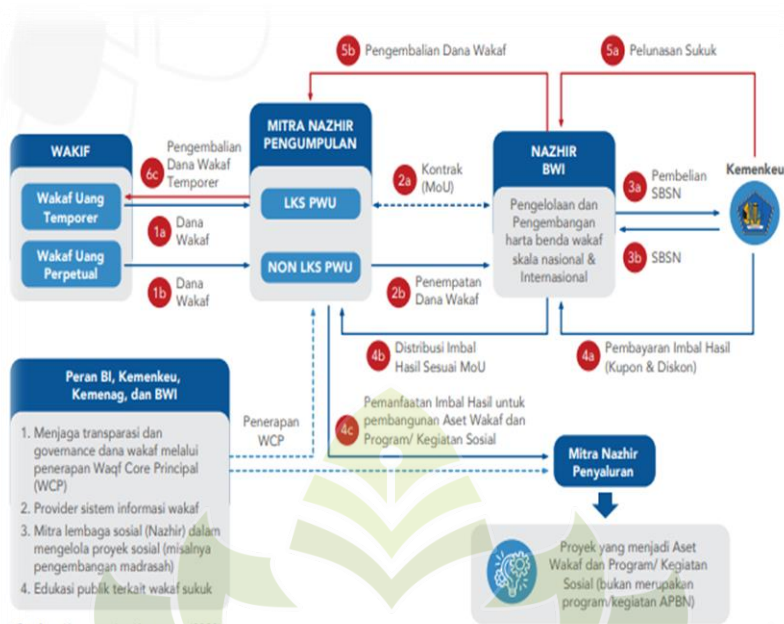 5b Pengembalian Dana Wakaf
5a Pelunasan Sukuk
WAKIF
Wakaf Uang
Temporer
Wakaf Uang
Perpetual
6c
Pengembalian
Dana Wakaf
Temporer
1a
Dana
Wakaf
1b
Dana
Wakaf
MITRA NAZHIR
PENGUMPULAN
LKS PWU
NON LKS PWU
2a
Kontrak
(MoU)
2b
Penempatan
Dana Wakaf
NAZHIR
BWI
Pengelolaan dan
Pengembangan
harta benda wakaf
skala nasional &
Internasional
3a
Pembelian
SBSN
3b SBSN
Kemenkeu
4b
Distribusi Imbal
Hasil Sesuai MoU
4a
Pembayaran Imbal Hasil
(Kupon & Diskon)
4c
Pemanfaatan Imbal Hasil untuk
pembangunan Aset Wakaf dan
Program/ Kegiatan Sosial
Penerapan
WCP
Peran BI, Kemenkeu,
Kemenag, dan BWI
1. Menjaga transparasi dan
governance dana wakaf melalui
penerapan Waqf Core Principal
(WCP)
2. Provider sistem informasi wakaf
3. Mitra lembaga sosial (Nazhir) dalam
mengelola proyek sosial (misalnya
pengembangan madrasah)
4. Edukasi publik terkait wakaf sukuk
Mitra Nazhir
Penyaluran
Proyek yang menjadi Aset
Wakaf dan Program/ Kegiatan
Sosial (bukan merupakan
program/kegiatan APBN)